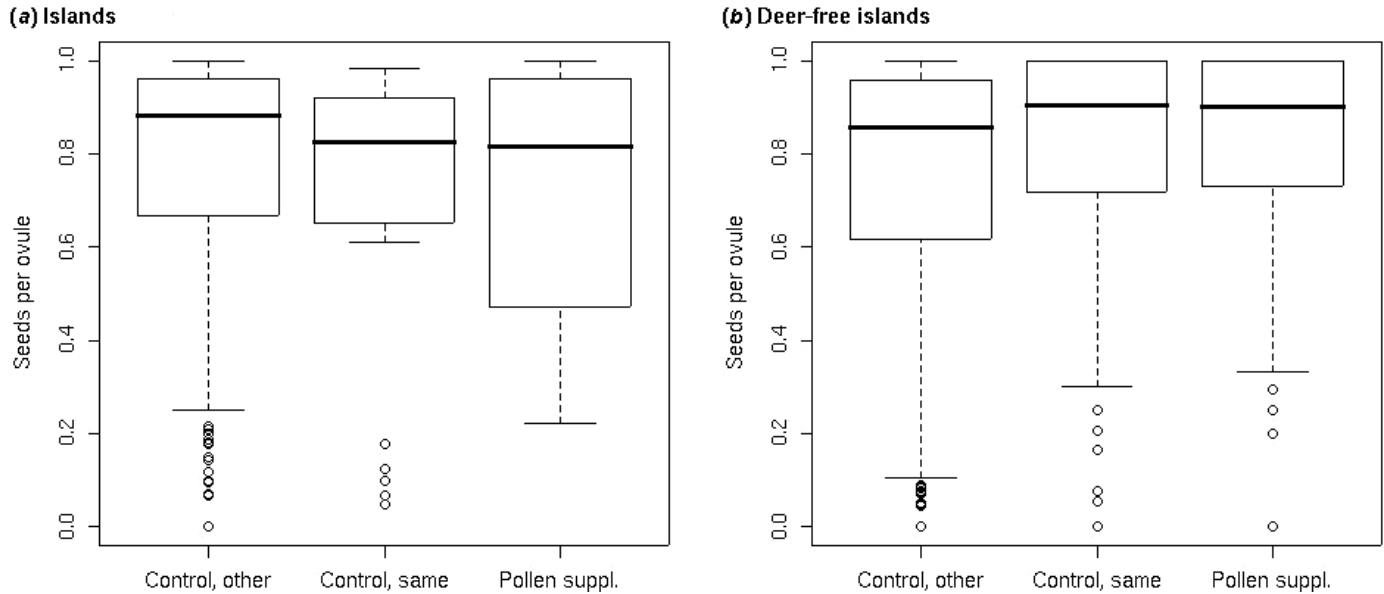 (a) Islands
Seeds per ovule
1.0
0.8
0.6
0.4
0.2
0.0
Control, other
Control, same
Pollen suppl.
(b) Deer-free islands
Seeds per ovule
1.0
0.8
0.6
0.4
0.2
0.0
Control, other
Control, same
Pollen suppl.